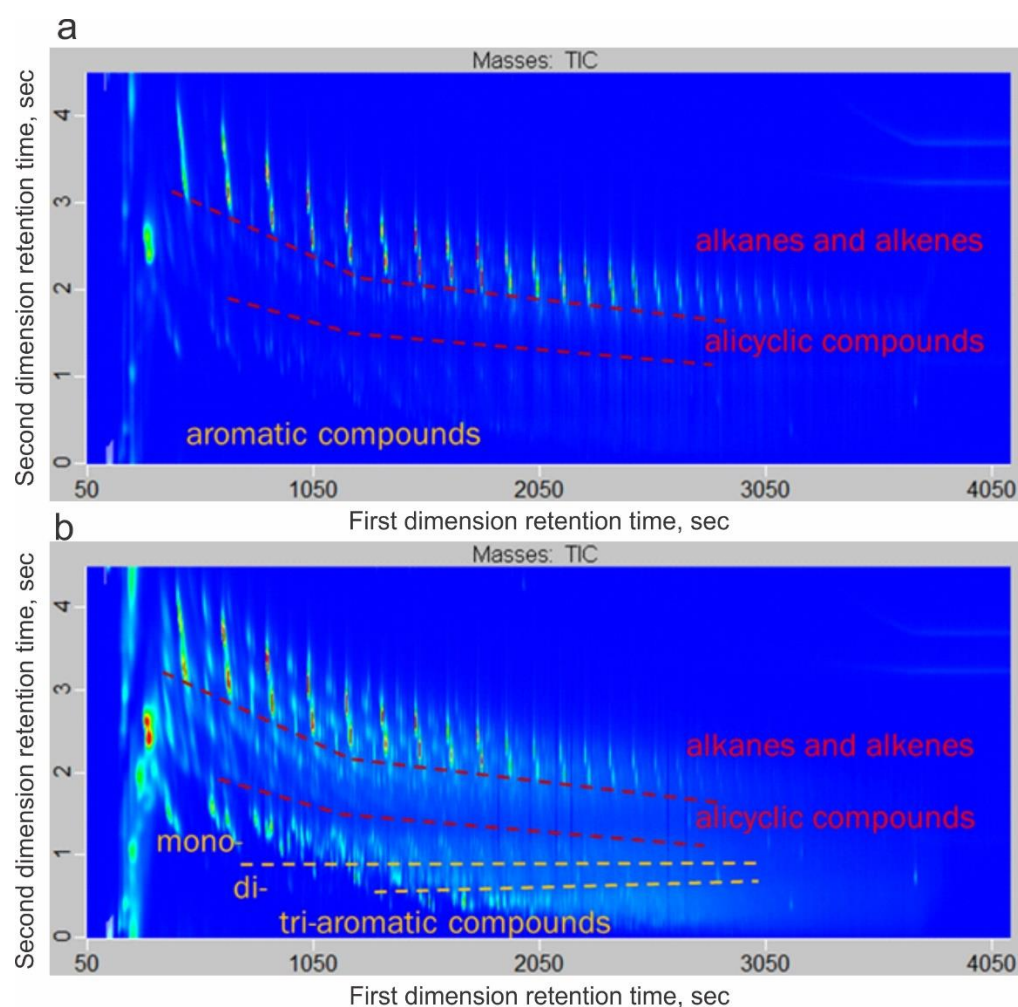 a
Masses: TIC
Second dimension retention time, sec
4
3
2
1
0
alkanes and alkenes
alicyclic compounds
aromatic compounds
50 1050 2050 3050 4050
First dimension retention time, sec
b
Masses: TIC
Second dimension retention time, sec
4
3
2
1
0
alkanes and alkenes
alicyclic compounds
mono-
di-
tri-aromatic compounds
50 1050 2050 3050 4050
First dimension retention time, sec